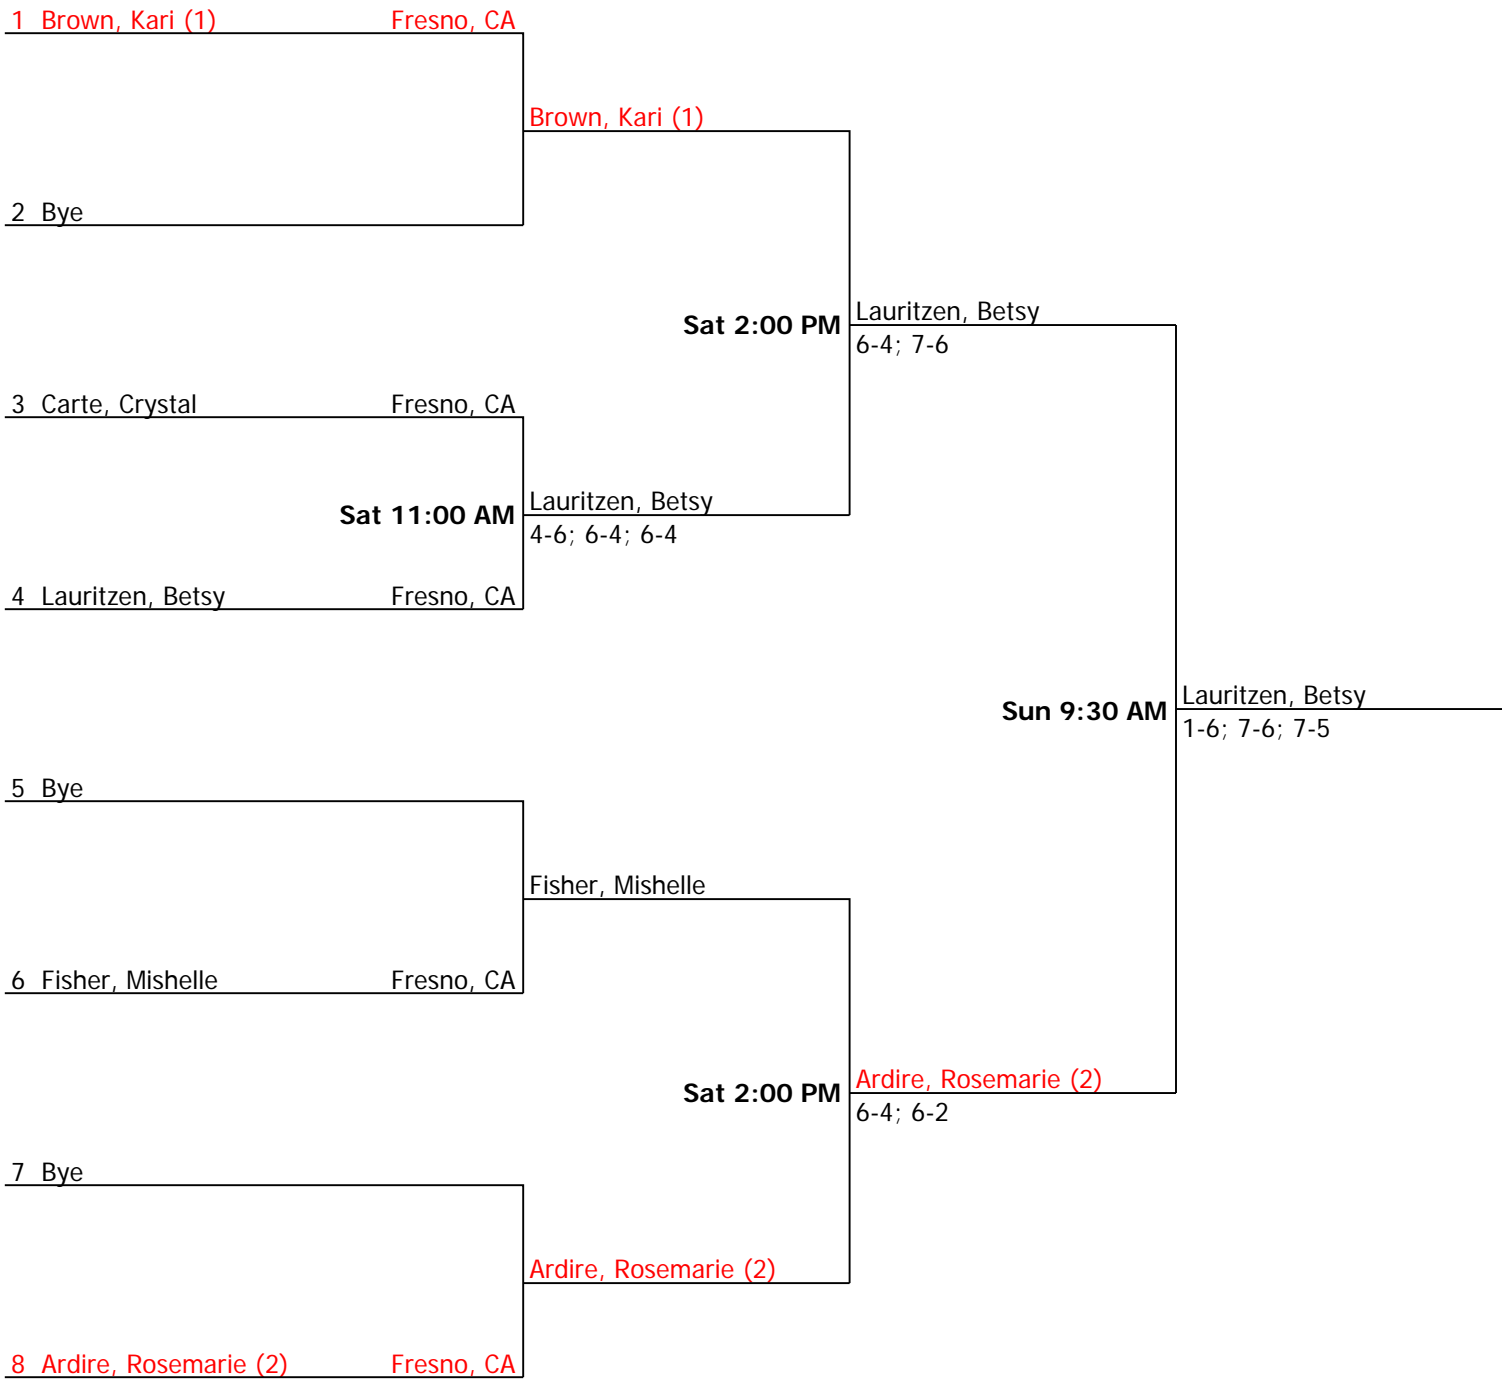 1 Brown, Kari (1) Fresno, CA
Brown, Kari (1)
2 Bye
Sat 2:00 PM
Lauritzen, Betsy
6-4; 7-6
3 Carte, Crystal Fresno, CA
Sat 11:00 AM
Lauritzen, Betsy
4-6; 6-4; 6-4
4 Lauritzen, Betsy Fresno, CA
Sun 9:30 AM
Lauritzen, Betsy
1-6; 7-6; 7-5
5 Bye
Fisher, Mishelle
6 Fisher, Mishelle Fresno, CA
Sat 2:00 PM
Ardire, Rosemarie (2)
6-4; 6-2
7 Bye
Ardire, Rosemarie (2)
8 Ardire, Rosemarie (2) Fresno, CA